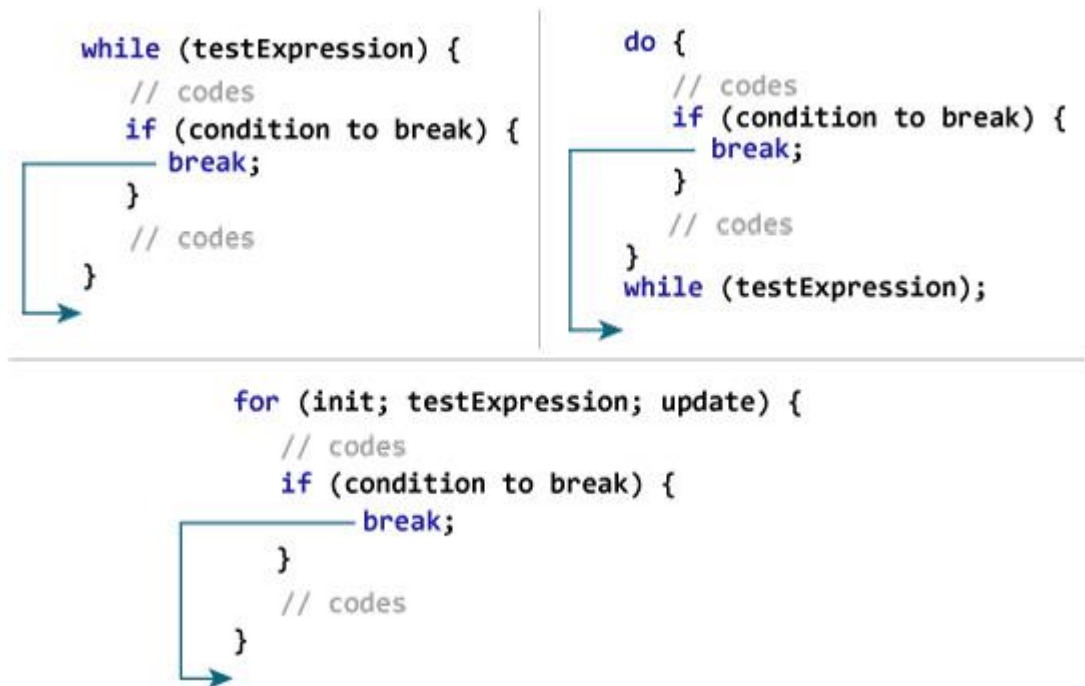 while (testExpression) {
// codes
if (condition to break) {
break;
}
// codes
}
do {
// codes
if (condition to break) {
break;
}
// codes
}
while (testExpression);
for (init; testExpression; update) {
// codes
if (condition to break) {
break;
}
// codes
}